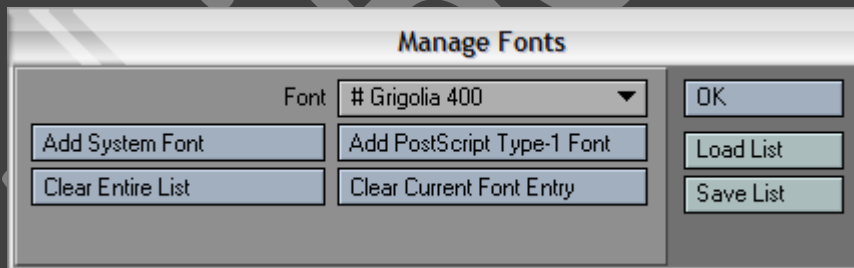 Manage Fonts
Font # Grigolia 400 OK
Add System Font Add PostScript Type-1 Font Load List
Clear Entire List Clear Current Font Entry Save List